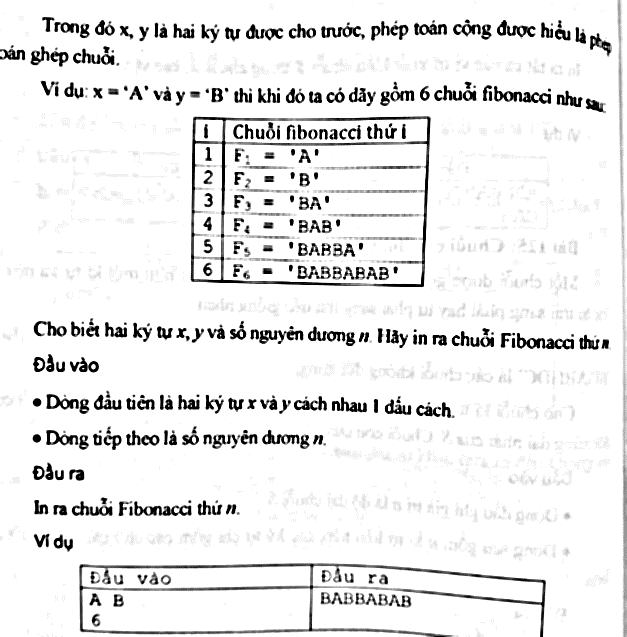 Trong đó x, y là hai ký tự được cho trước, phép toán cộng được hiểu là phép
toán ghép chuỗi.
Ví dụ: x = ‘A’ và y = ‘B’ thì khi đó ta có dãy gồm 6 chuỗi fibonacci như sau:
i Chuỗi fibonacci thứ i
1 F1 = 'A'
2 F2 = 'B'
3 F3 = 'BA'
4 F4 = 'BAB'
5 F5 = 'BABBA'
6 F6 = 'BABBABAB'
Cho biết hai ký tự x, y và số nguyên dương n. Hãy in ra chuỗi Fibonacci thứ n.
Đầu vào
• Dòng đầu tiên là hai ký tự x và y cách nhau 1 dấu cách.
• Dòng tiếp theo là số nguyên dương n.
Đầu ra
In ra chuỗi Fibonacci thứ n.
Ví dụ
Đầu vào Đầu ra
A B BABBABAB
6